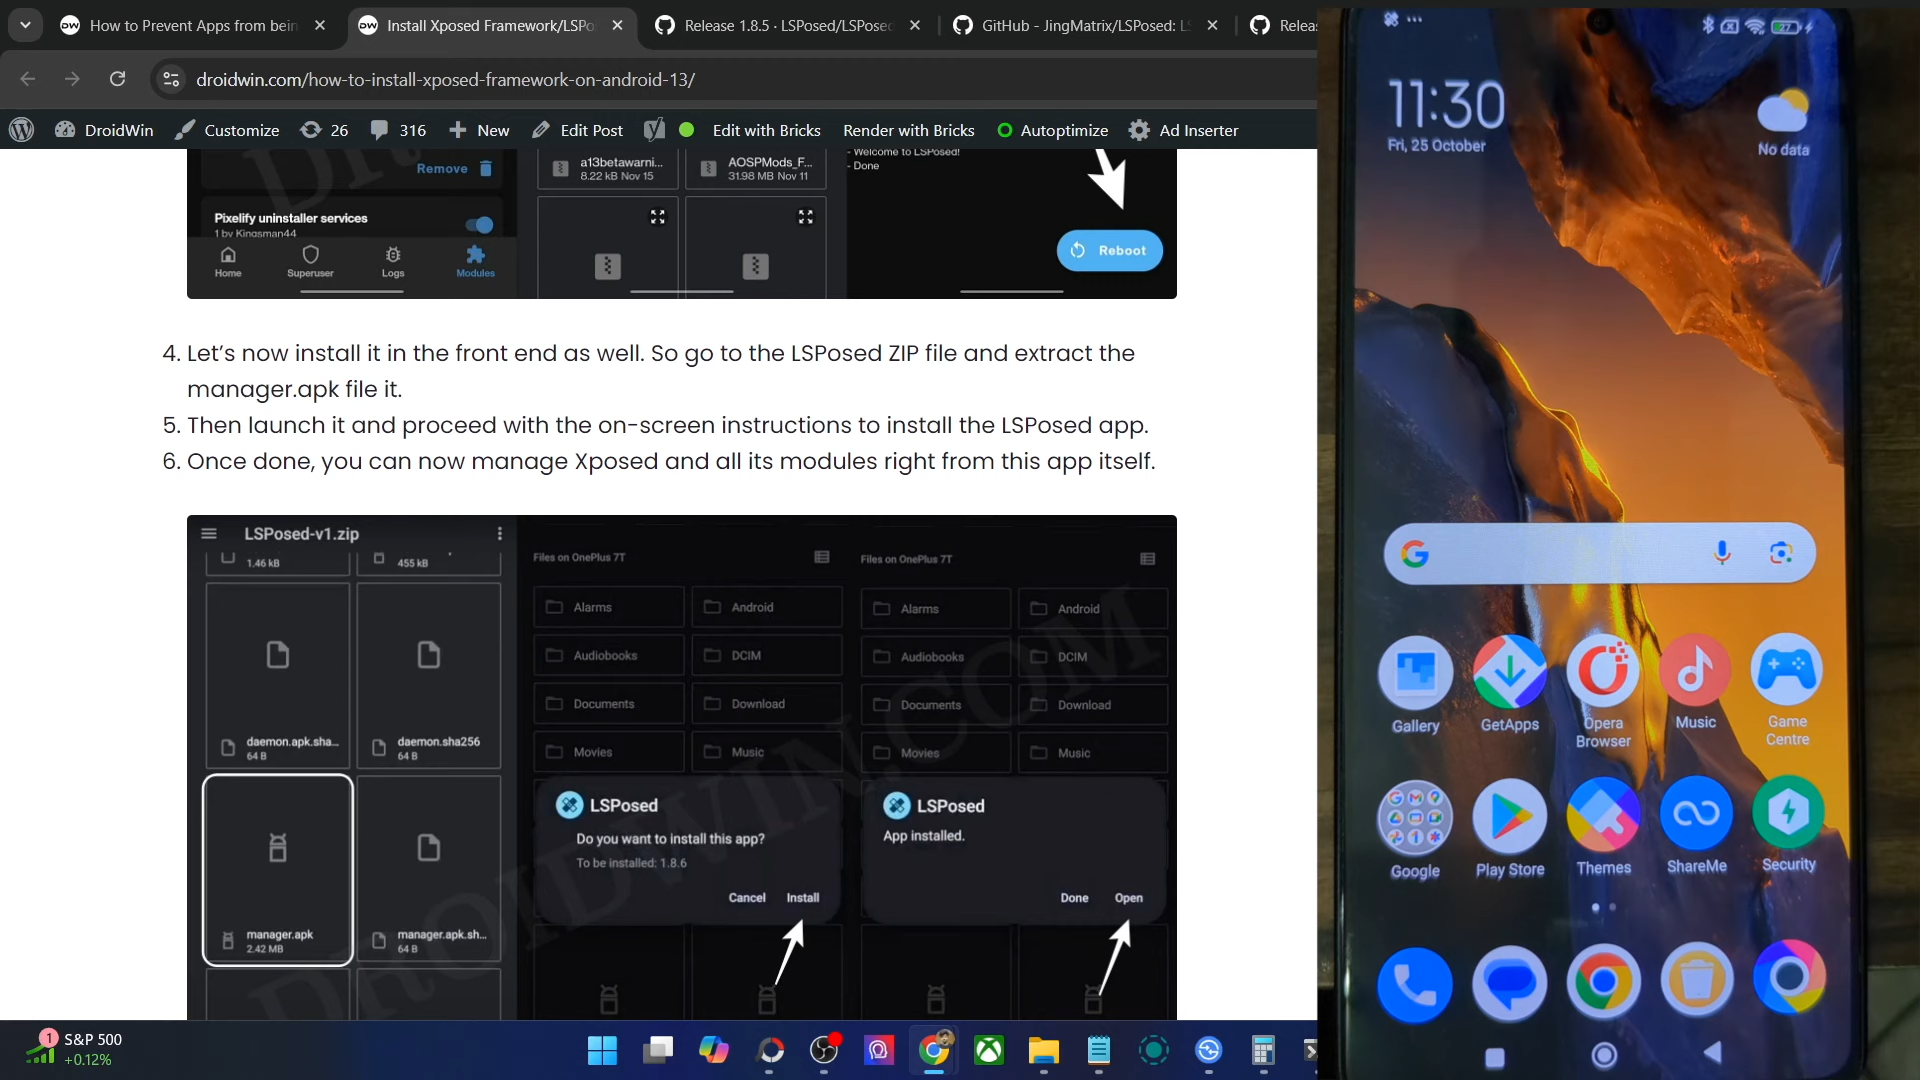 How to Prevent Apps from bein
Install Xposed Framework/LSPo
Release 1.8.5 · LSPosed/LSPosed
GitHub - JingMatrix/LSPosed: LS
Relea
droidwin.com/how-to-install-xposed-framework-on-android-13/
DroidWin
Customize
26
316
New
Edit Post
Edit with Bricks
Render with Bricks
Autoptimize
Ad Inserter
Remove
a13betawarni...
8.22 kB Nov 15
AOSPMods_F...
31.98 MB Nov 11
- Welcome to LSPosed!
- Done
Pixelify uninstaller services
1 by Kingsman44
Home
Superuser
Logs
Modules
Reboot
4. Let’s now install it in the front end as well. So go to the LSPosed ZIP file and extract the
manager.apk file it.
5. Then launch it and proceed with the on-screen instructions to install the LSPosed app.
6. Once done, you can now manage Xposed and all its modules right from this app itself.
LSPosed-v1.zip
1.46 kB
455 kB
daemon.apk.sha...
64 B
daemon.sha256
64 B
manager.apk
2.42 MB
manager.apk.sh...
64 B
Files on OnePlus 7T
Alarms
Android
Audiobooks
DCIM
Documents
Download
Movies
Music
LSPosed
Do you want to install this app?
To be installed: 1.8.6
Cancel
Install
Files on OnePlus 7T
Alarms
Android
Audiobooks
DCIM
Documents
Download
Movies
Music
LSPosed
App installed.
Done
Open
DROIDWIN.COM
1
S&P 500
+0.12%
27
11:30
Fri, 25 October
No data
Gallery
GetApps
Opera
Browser
Music
Game
Centre
Google
Play Store
Themes
ShareMe
Security